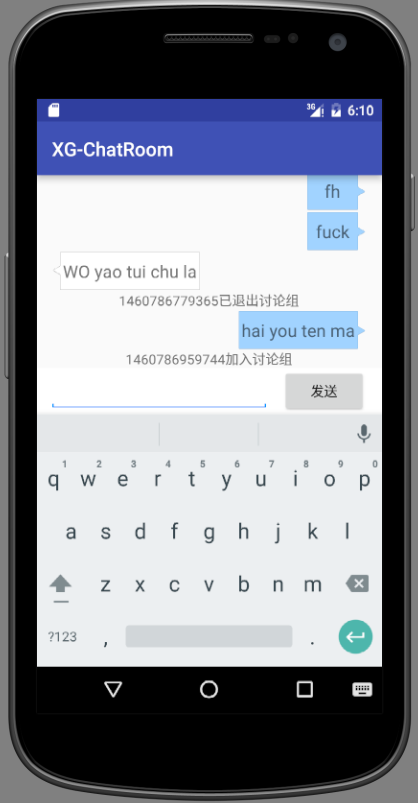 3G 6:10
XG-ChatRoom
fh
fuck
WO yao tui chu la
1460786779365已退出讨论组
hai you ten ma
1460786959744加入讨论组
发送
1 2 3 4 5 6 7 8 9 0
q w e r t y u i o p
a s d f g h j k l
z x c v b n m
?123 , .